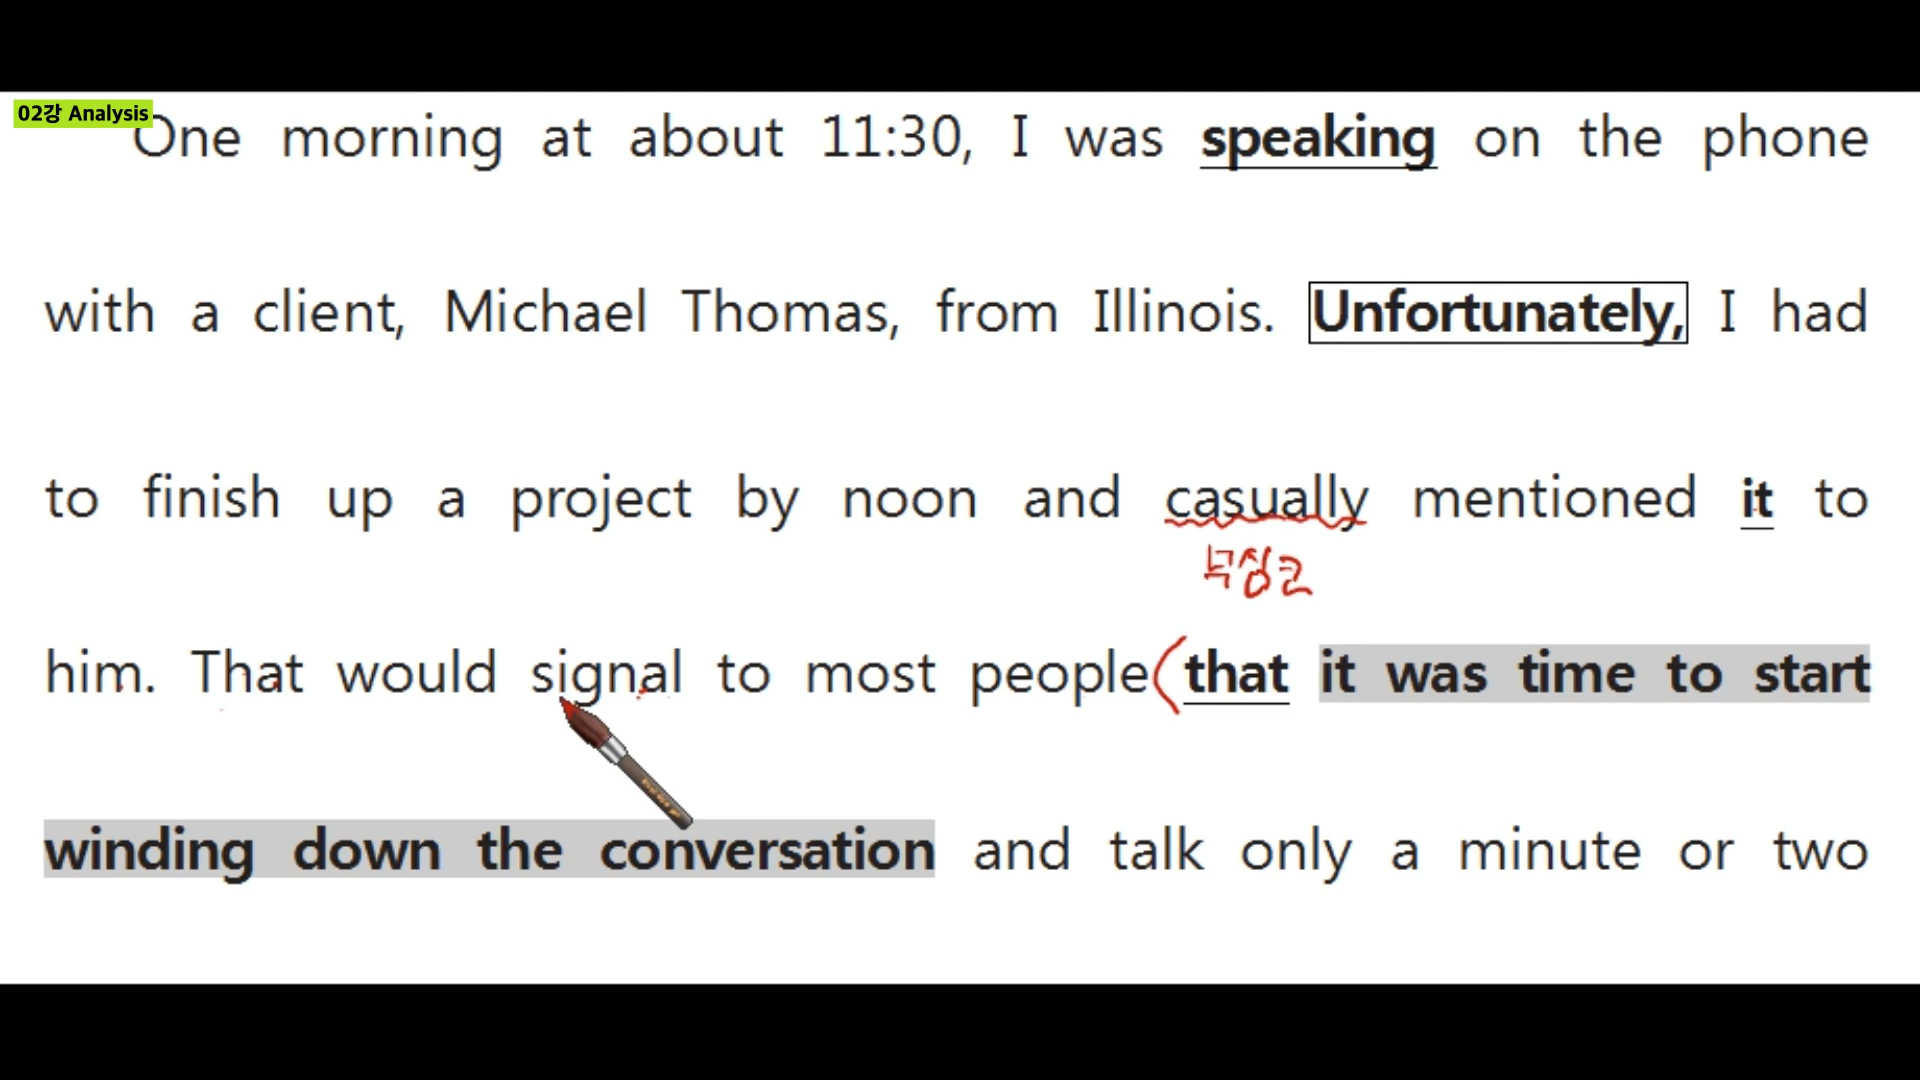 02강 Analysis
One morning at about 11:30, I was speaking on the phone
with a client, Michael Thomas, from Illinois. Unfortunately, I had
to finish up a project by noon and casually mentioned it to
무심코
him. That would signal to most people (that it was time to start
winding down the conversation and talk only a minute or two